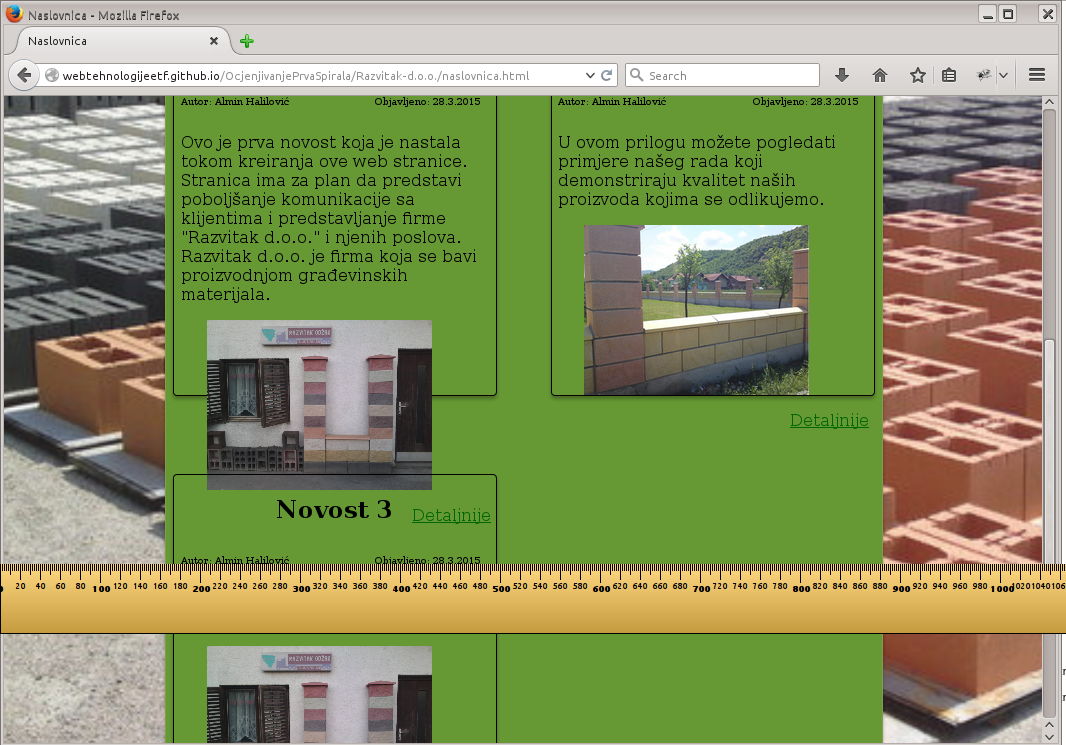 Naslovnica - Mozilla Firefox
Naslovnica
webtehnologijeetf.github.io/OcjenjivanjePrvaSpirala/Razvitak-d.o.o./naslovnica.html
Search
Autor: Almin Halilović Objavljeno: 28.3.2015
Ovo je prva novost koja je nastala
tokom kreiranja ove web stranice.
Stranica ima za plan da predstavi
poboljšanje komunikacije sa
klijentima i predstavljanje firme
"Razvitak d.o.o." i njenih poslova.
Razvitak d.o.o. je firma koja se bavi
proizvodnjom građevinskih
materijala.
RAZVITAK DOŽAK
Autor: Almin Halilović Objavljeno: 28.3.2015
U ovom prilogu možete pogledati
primjere našeg rada koji
demonstriraju kvalitet naših
proizvoda kojima se odlikujemo.
Detaljnije
Novost 3
Detaljnije
Autor: Almin Halilović Objavljeno: 28.3.2015
20 40 60 80 100 120 140 160 180 200 220 240 260 280 300 320 340 360 380 400 420 440 460 480 500 520 540 560 580 600 620 640 660 680 700 720 740 760 780 800 820 840 860 880 900 920 940 960 980 1000 1020 1040 106
RAZVITAK DOŽAK